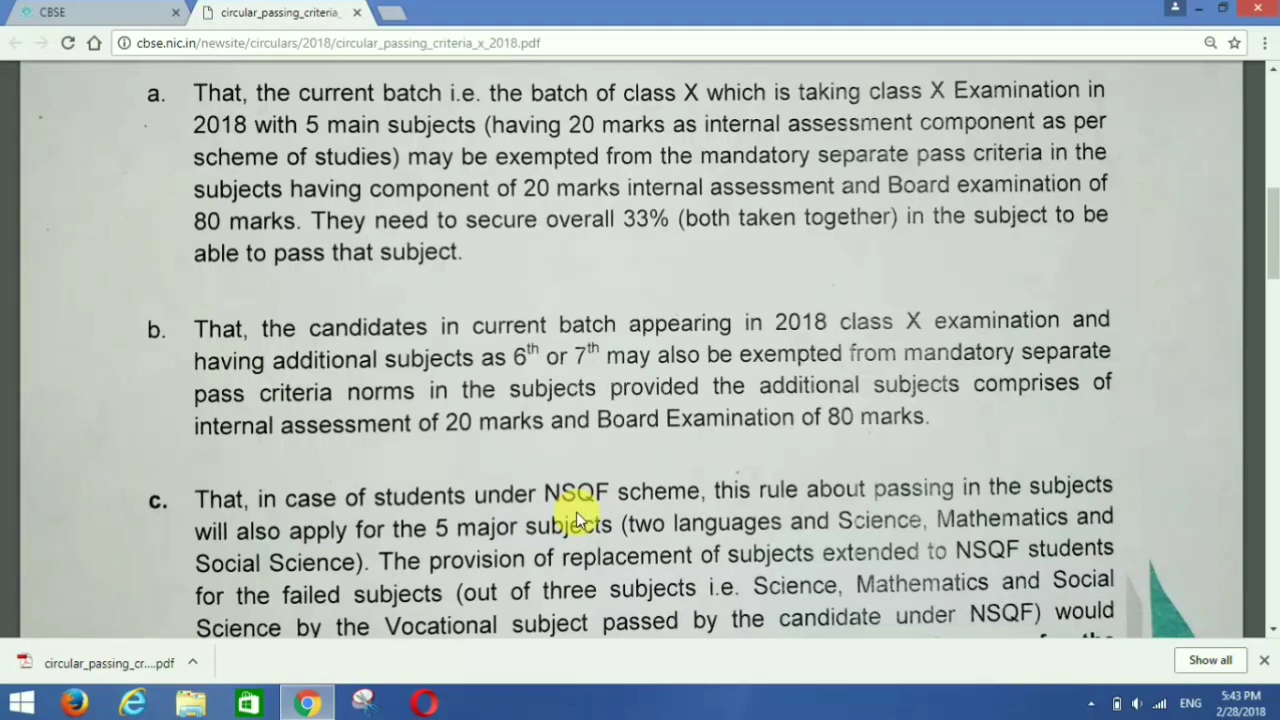 CBSE
circular_passing_criteria_
cbse.nic.in/newsite/circulars/2018/circular_passing_criteria_x_2018.pdf
a. That, the current batch i.e. the batch of class X which is taking class X Examination in
2018 with 5 main subjects (having 20 marks as internal assessment component as per
scheme of studies) may be exempted from the mandatory separate pass criteria in the
subjects having component of 20 marks internal assessment and Board examination of
80 marks. They need to secure overall 33% (both taken together) in the subject to be
able to pass that subject.
b. That, the candidates in current batch appearing in 2018 class X examination and
having additional subjects as 6th or 7th may also be exempted from mandatory separate
pass criteria norms in the subjects provided the additional subjects comprises of
internal assessment of 20 marks and Board Examination of 80 marks.
c. That, in case of students under NSQF scheme, this rule about passing in the subjects
will also apply for the 5 major subjects (two languages and Science, Mathematics and
Social Science). The provision of replacement of subjects extended to NSQF students
for the failed subjects (out of three subjects i.e. Science, Mathematics and Social
Science by the Vocational subject passed by the candidate under NSQF) would
circular_passing_cr....pdf
Show all
ENG
5:43 PM
2/28/2018